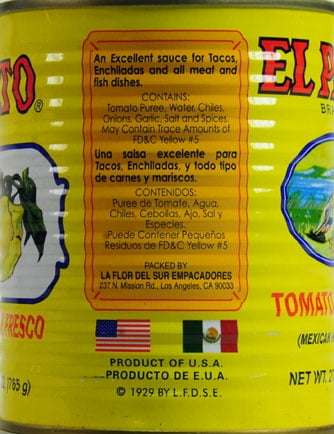 An Excellent sauce for Tacos,
Enchiladas and all meat and
fish dishes.
CONTAINS:
Tomato Puree, Water, Chiles,
Onions, Garlic, Salt and Spices.
May Contain Trace Amounts of
FD&C Yellow #5
Una salsa excelente para
Tacos, Enchiladas, y todo tipo
de carnes y mariscos.
CONTENIDOS:
Puree de Tomate, Agua,
Chiles, Cebollas, Ajo, Sal y
Especies.
Puede Contener Pequeños
Residuos de FD&C Yellow #5
PACKED BY
LA FLOR DEL SUR EMPACADORES
237 N. Mission Rd., Los Angeles, CA 90033
PRODUCT OF U.S.A.
PRODUCTO DE E.U.A.
© 1929 BY L.F.D.S.E.
TO®
FRESCO
(785 g)
EL
BRA
TOMATO
(MEXICAN
NET WT. 2